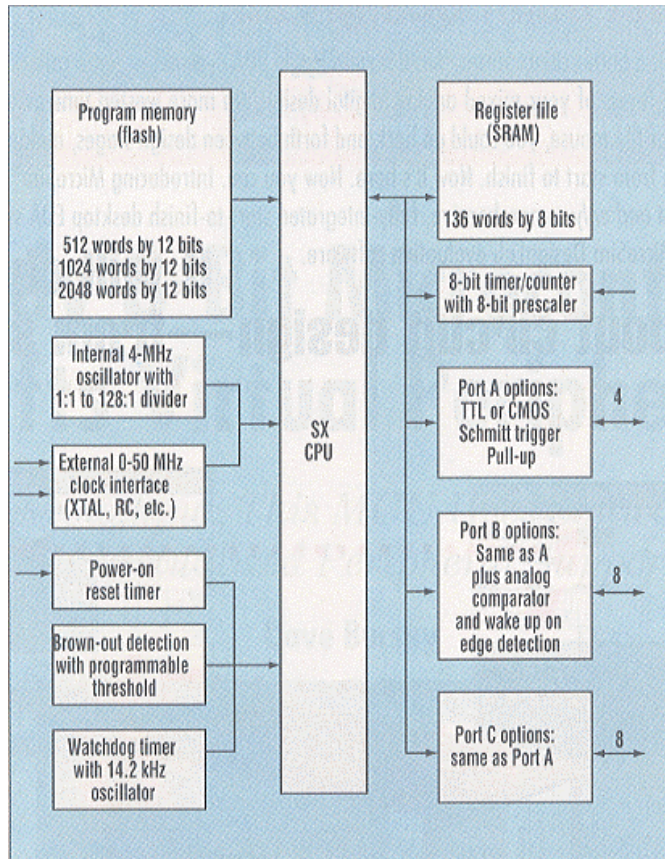 Program memory
(flash)
512 words by 12 bits
1024 words by 12 bits
2048 words by 12 bits
Internal 4-MHz
oscillator with
1:1 to 128:1 divider
External 0-50 MHz
clock interface
(XTAL, RC, etc.)
Power-on
reset timer
Brown-out detection
with programmable
threshold
Watchdog timer
with 14.2 kHz
oscillator
SX
CPU
Register file
(SRAM)
136 words by 8 bits
8-bit timer/counter
with 8-bit prescaler
Port A options:
TTL or CMOS
Schmitt trigger
Pull-up
4
Port B options:
Same as A
plus analog
comparator
and wake up on
edge detection
8
Port C options:
same as Port A
8